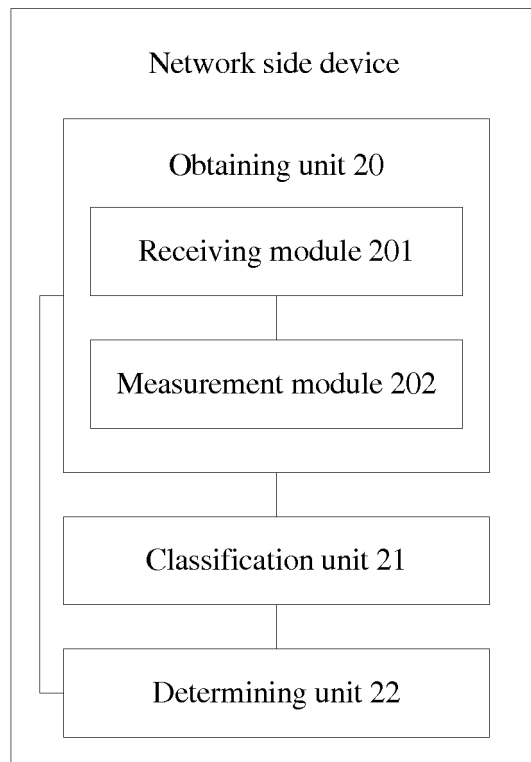 Network side device
Obtaining unit 20
Receiving module 201
Measurement module 202
Classification unit 21
Determining unit 22